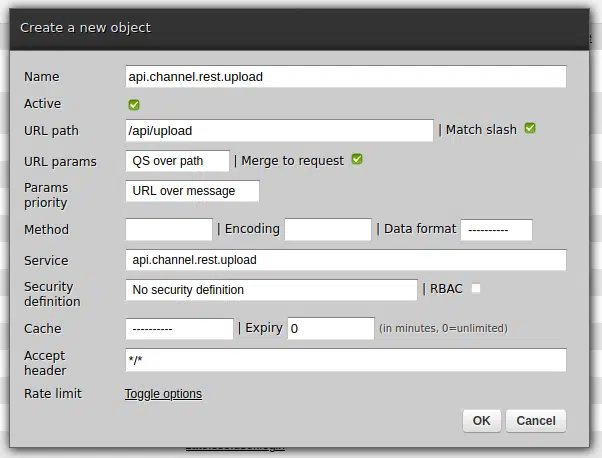 Create a new object
Name api.channel.rest.upload
Active
URL path /api/upload | Match slash
URL params QS over path | Merge to request
Params priority URL over message
Method | Encoding | Data format ----------
Service api.channel.rest.upload
Security definition No security definition | RBAC
Cache ---------- | Expiry 0 (in minutes, 0=unlimited)
Accept header */*
Rate limit Toggle options
OK Cancel